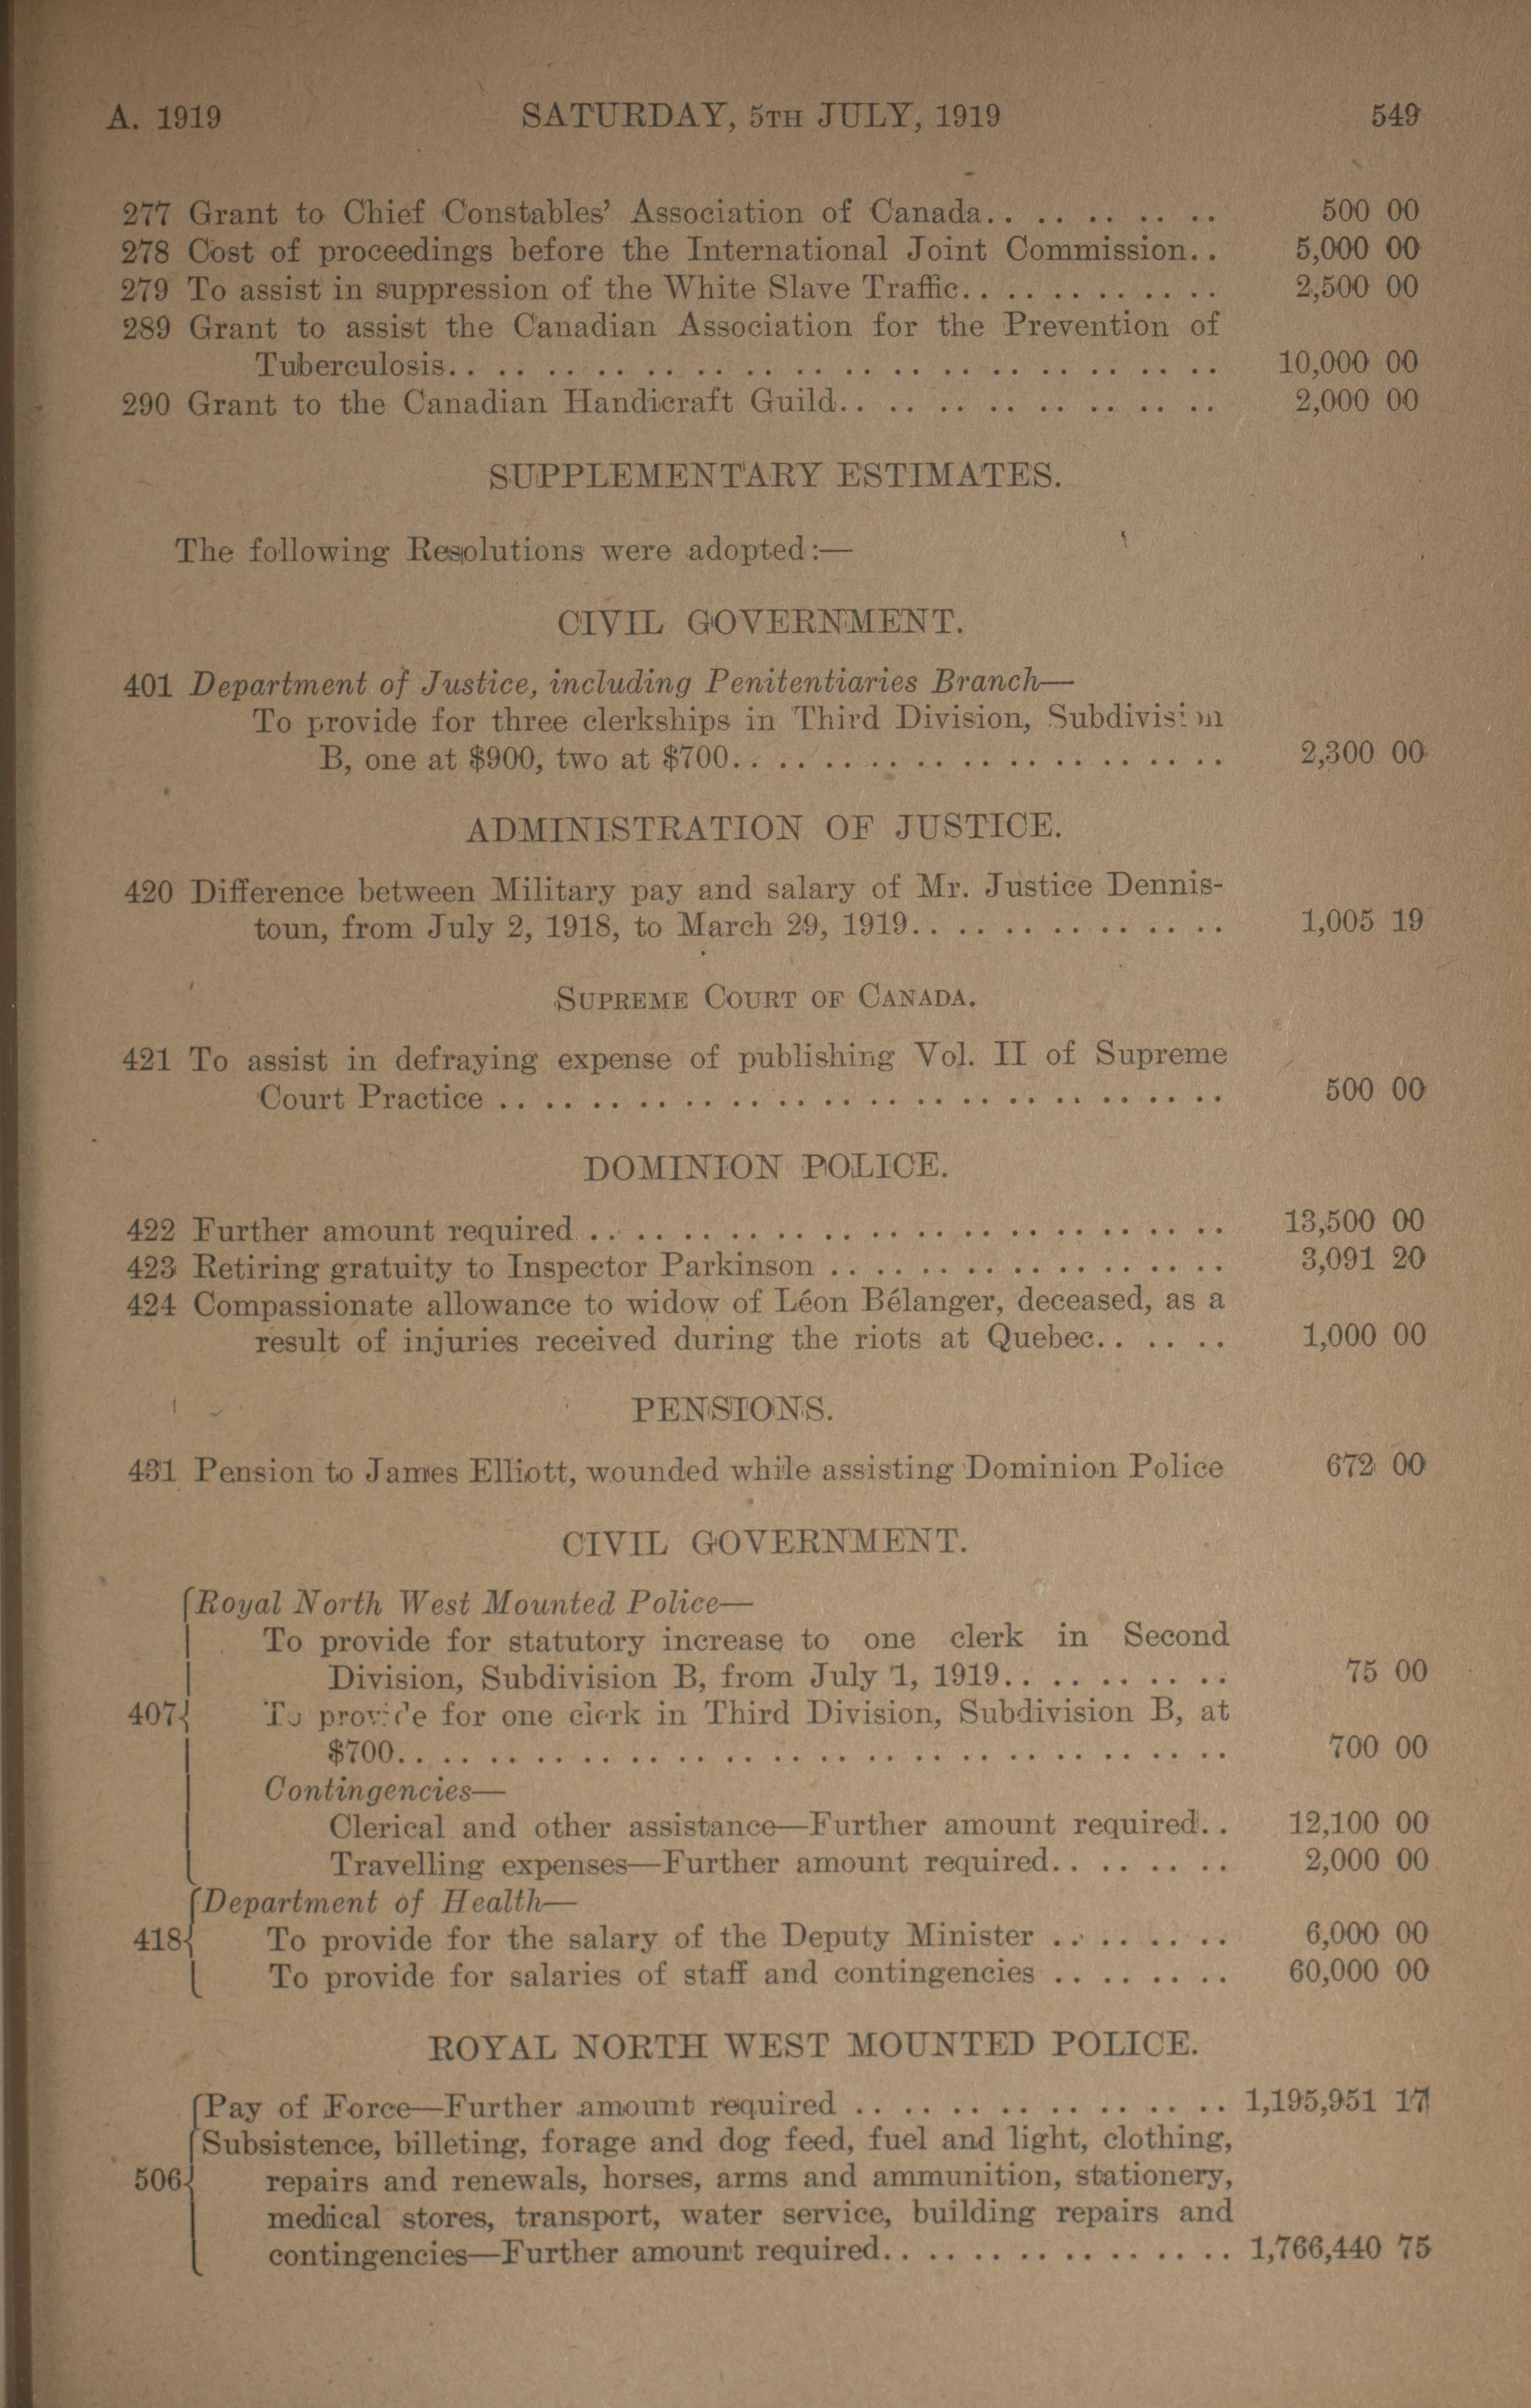 A. 1919 SATURDAY, 5TH JULY, 1919 549
277 Grant to Chief Constables' Association of Canada. . . . . . . . . 500 00
278 Cost of proceedings before the International Joint Commission. . 5,000 00
279 To assist in suppression of the White Slave Traffic. . . . . . . . . . . . 2,500 00
289 Grant to assist the Canadian Association for the Prevention of
Tuberculosis. . . . . . . . . . . . . . . . . . . . . . . . . . . . . . . . 10,000 00
290 Grant to the Canadian Handicraft Guild. . . . . . . . . . . . . . . . 2,000 00
SUPPLEMENTARY ESTIMATES.
The following Resolutions were adopted:—
CIVIL GOVERNMENT.
401 Department of Justice, including Penitentiaries Branch—
To provide for three clerkships in Third Division, Subdivision
B, one at $900, two at $700. . . . . . . . . . . . . . . . . . . . . . 2,300 00
ADMINISTRATION OF JUSTICE.
420 Difference between Military pay and salary of Mr. Justice Dennis-
toun, from July 2, 1918, to March 29, 1919. . . . . . . . . . . . . . 1,005 19
SUPREME COURT OF CANADA.
421 To assist in defraying expense of publishing Vol. II of Supreme
Court Practice . . . . . . . . . . . . . . . . . . . . . . . . . . . . . . . . 500 00
DOMINION POLICE.
422 Further amount required . . . . . . . . . . . . . . . . . . . . . . . . . . . . 13,500 00
423 Retiring gratuity to Inspector Parkinson . . . . . . . . . . . . . . . . . . 3,091 20
424 Compassionate allowance to widow of Léon Bélanger, deceased, as a
result of injuries received during the riots at Quebec. . . . . . 1,000 00
PENSIONS.
431 Pension to James Elliott, wounded while assisting Dominion Police 672 00
CIVIL GOVERNMENT.
Royal North West Mounted Police—
To provide for statutory increase to one clerk in Second
Division, Subdivision B, from July 1, 1919. . . . . . . . . . 75 00
407{ To provide for one clerk in Third Division, Subdivision B, at
$700. . . . . . . . . . . . . . . . . . . . . . . . . . . . . . . . . . . . 700 00
Contingencies—
Clerical and other assistance—Further amount required. . 12,100 00
Travelling expenses—Further amount required. . . . . . . . 2,000 00
Department of Health—
418{ To provide for the salary of the Deputy Minister . . . . . . . . 6,000 00
To provide for salaries of staff and contingencies . . . . . . . . 60,000 00
ROYAL NORTH WEST MOUNTED POLICE.
Pay of Force—Further amount required . . . . . . . . . . . . . . . . 1,195,951 17
Subsistence, billeting, forage and dog feed, fuel and light, clothing,
506{ repairs and renewals, horses, arms and ammunition, stationery,
medical stores, transport, water service, building repairs and
contingencies—Further amount required. . . . . . . . . . . . . . . . 1,766,440 75